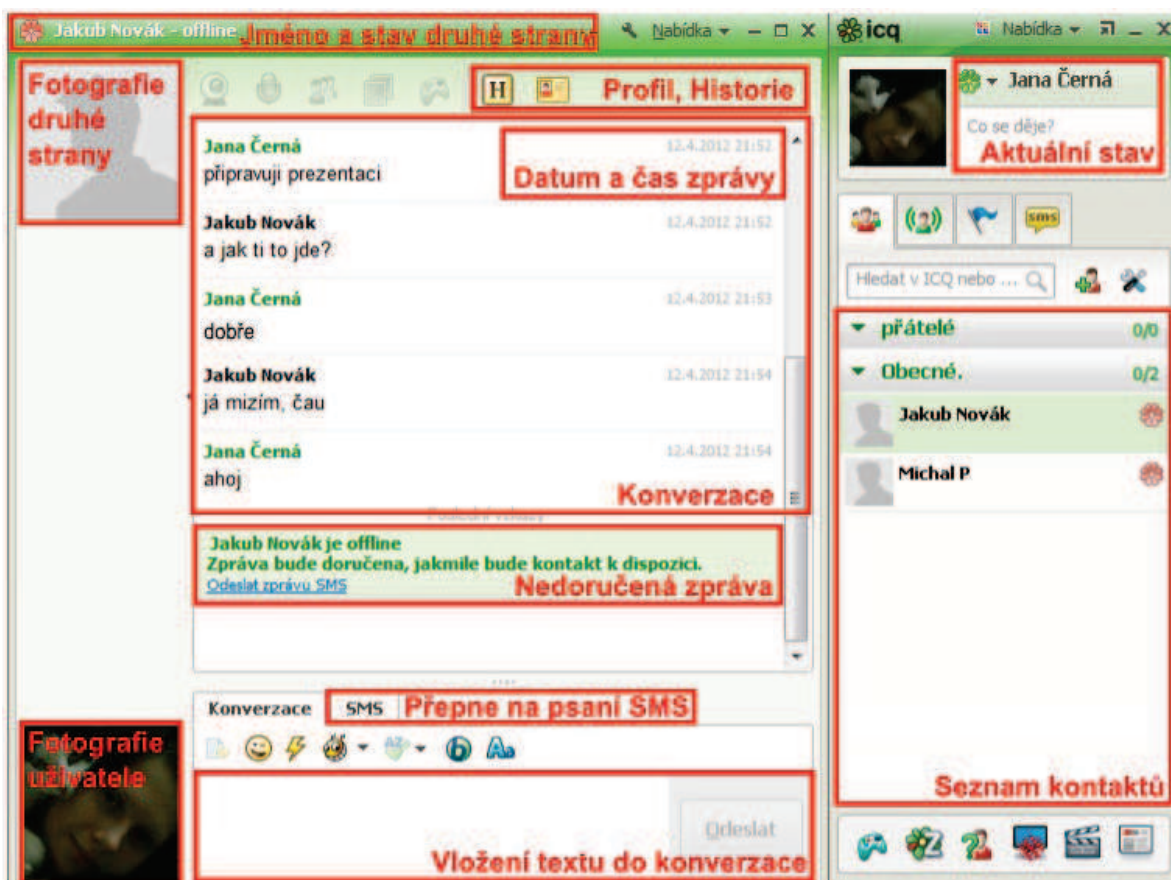 Jakub Novák - offline
Jméno a stav druhé strany
Nabídka
Fotografie
druhé
strany
H
Profil, Historie
Jana Černá
12.4.2012 21:52
připravuji prezentaci
Datum a čas zprávy
Jakub Novák
12.4.2012 21:52
a jak ti to jde?
Jana Černá
12.4.2012 21:53
dobře
Jakub Novák
12.4.2012 21:54
já mizím, čau
Jana Černá
12.4.2012 21:54
ahoj
Konverzace
Jakub Novák je offline
Zpráva bude doručena, jakmile bude kontakt k dispozici.
Odeslat zprávu SMS
Nedoručená zpráva
Konverzace
SMS
Přepne na psaní SMS
Fotografie
uživatele
Odeslat
Vložení textu do konverzace
icq
Nabídka
Jana Černá
Co se děje?
Aktuální stav
sms
Hledat v ICQ nebo ...
přátelé
0/0
Obecné.
0/2
Jakub Novák
Michal P
Seznam kontaktů